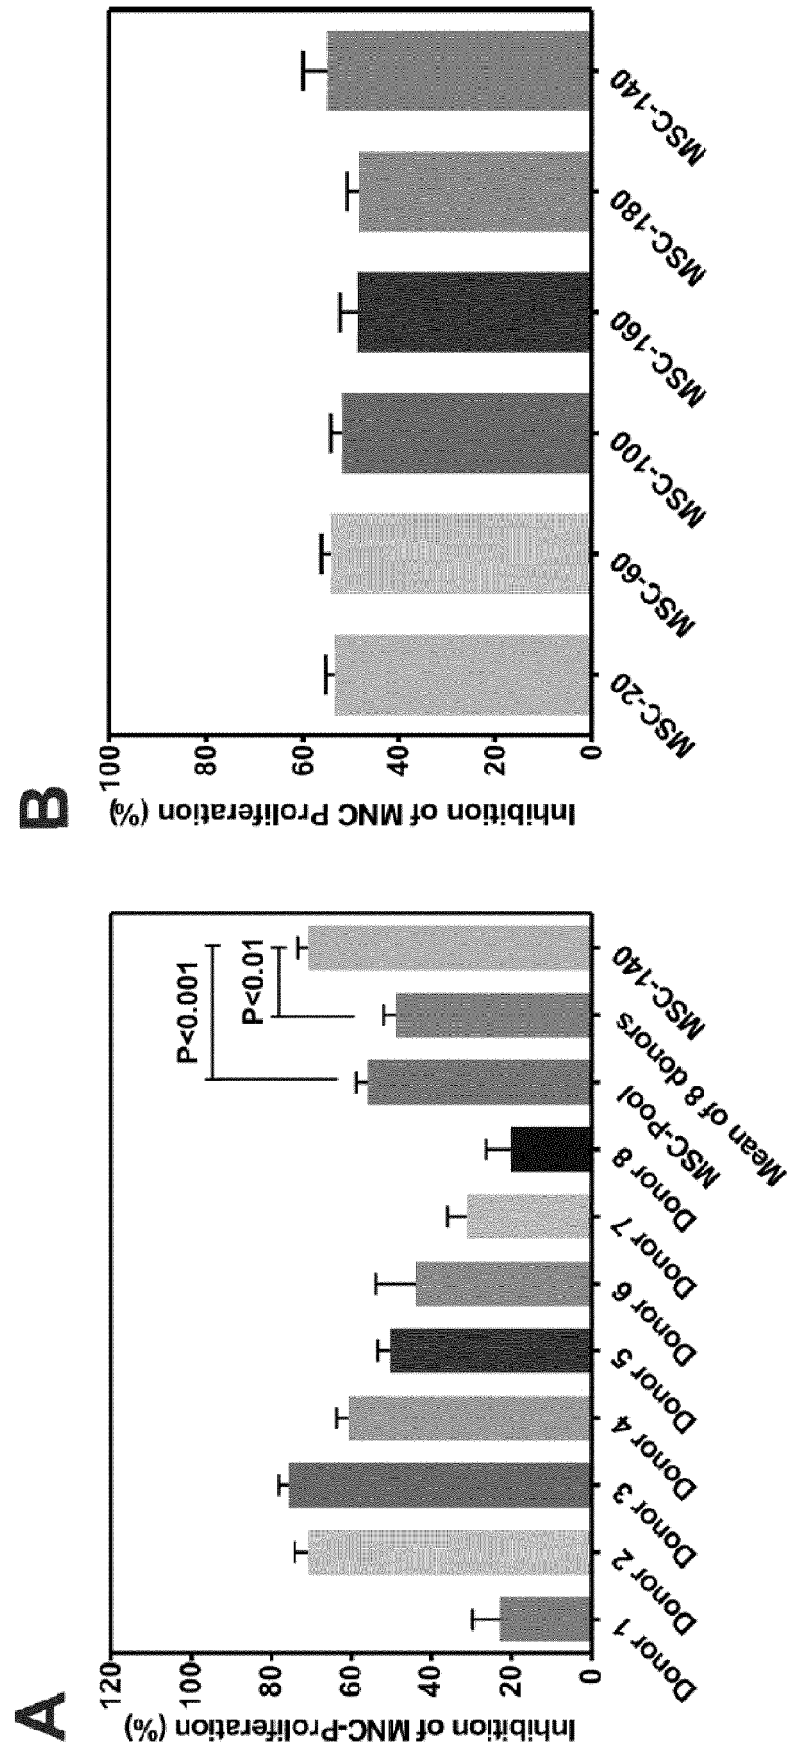 A
Inhibition of MNC-Proliferation (%)
120
100
80
60
40
20
0
P<0.001
P<0.01
Donor 1
Donor 2
Donor 3
Donor 4
Donor 5
Donor 6
Donor 7
Donor 8
MSC-Pool
Mean of 8 donors
MSC-140
B
Inhibition of MNC Proliferation (%)
100
80
60
40
20
0
MSC-20
MSC-60
MSC-100
MSC-160
MSC-180
MSC-140